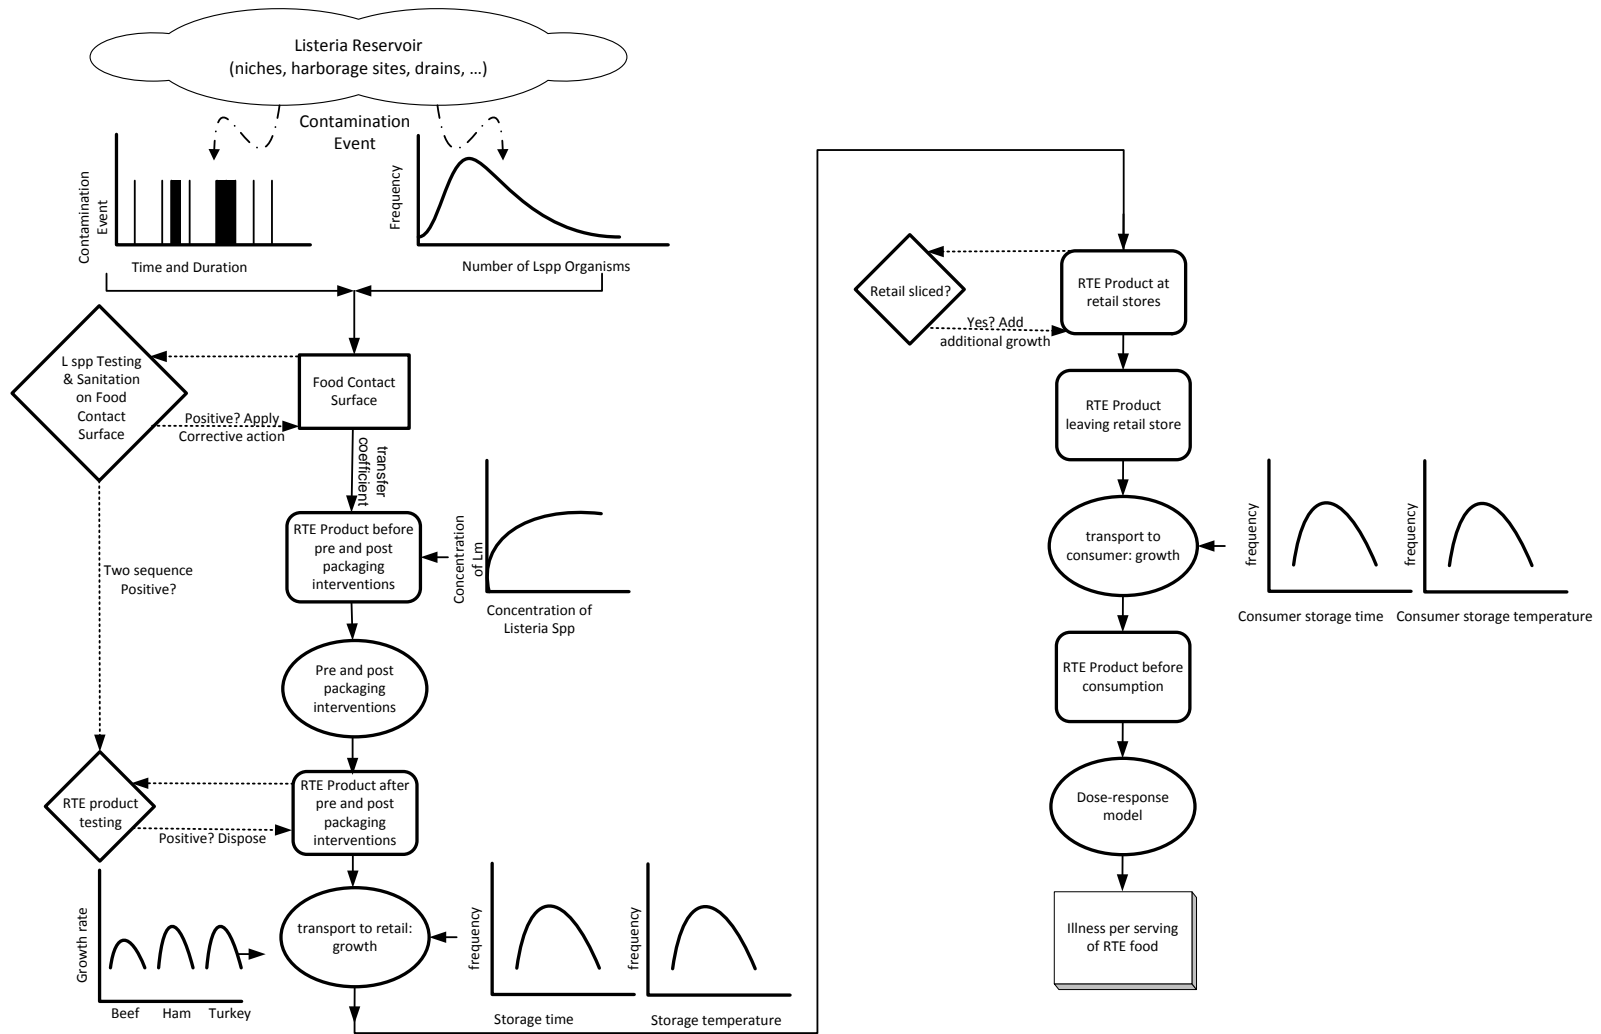 Listeria Reservoir
(niches, harborage sites, drains, …)
Contamination
Event
Contamination
Event
Time and Duration
Frequency
Number of Lspp Organisms
L spp Testing
& Sanitation
on Food
Contact
Surface
Food Contact
Surface
Positive? Apply
Corrective action
transfer
coefficient
RTE Product before
pre and post
packaging
interventions
Concentration
of Lm
Concentration of
Listeria Spp
Two sequence
Positive?
Pre and post
packaging
interventions
RTE product
testing
RTE Product after
pre and post
packaging
interventions
Positive? Dispose
Growth rate
Beef Ham Turkey
transport to retail:
growth
frequency
Storage time
frequency
Storage temperature
Retail sliced?
RTE Product at
retail stores
Yes? Add
additional growth
RTE Product
leaving retail store
transport to
consumer: growth
frequency
Consumer storage time
frequency
Consumer storage temperature
RTE Product before
consumption
Dose-response
model
Illness per serving
of RTE food